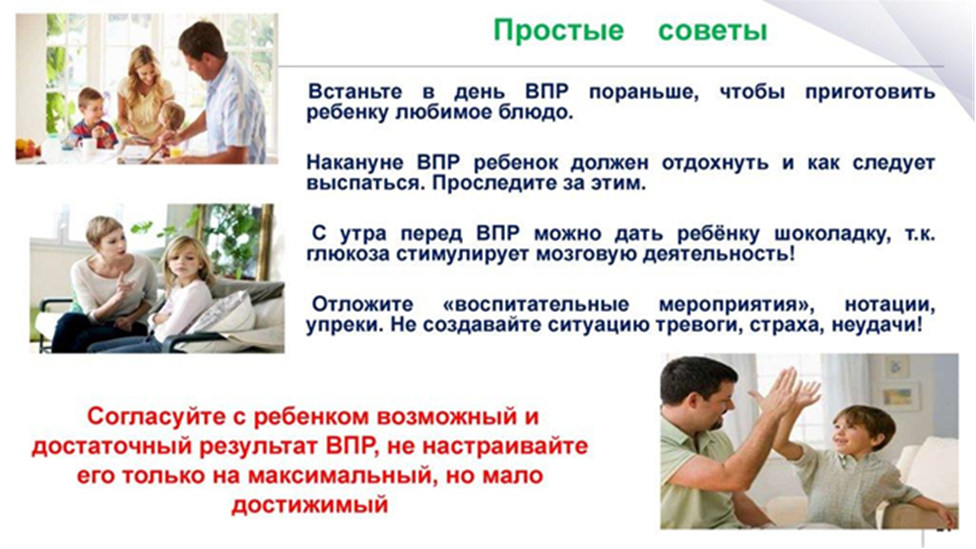 Простые советы
Встаньте в день ВПР пораньше, чтобы приготовить
ребенку любимое блюдо.
Накануне ВПР ребенок должен отдохнуть и как следует
выспаться. Проследите за этим.
С утра перед ВПР можно дать ребёнку шоколадку, т.к.
глюкоза стимулирует мозговую деятельность!
Отложите «воспитательные мероприятия», нотации,
упреки. Не создавайте ситуацию тревоги, страха, неудачи!
Согласуйте с ребенком возможный и
достаточный результат ВПР, не настраивайте
его только на максимальный, но мало
достижимый